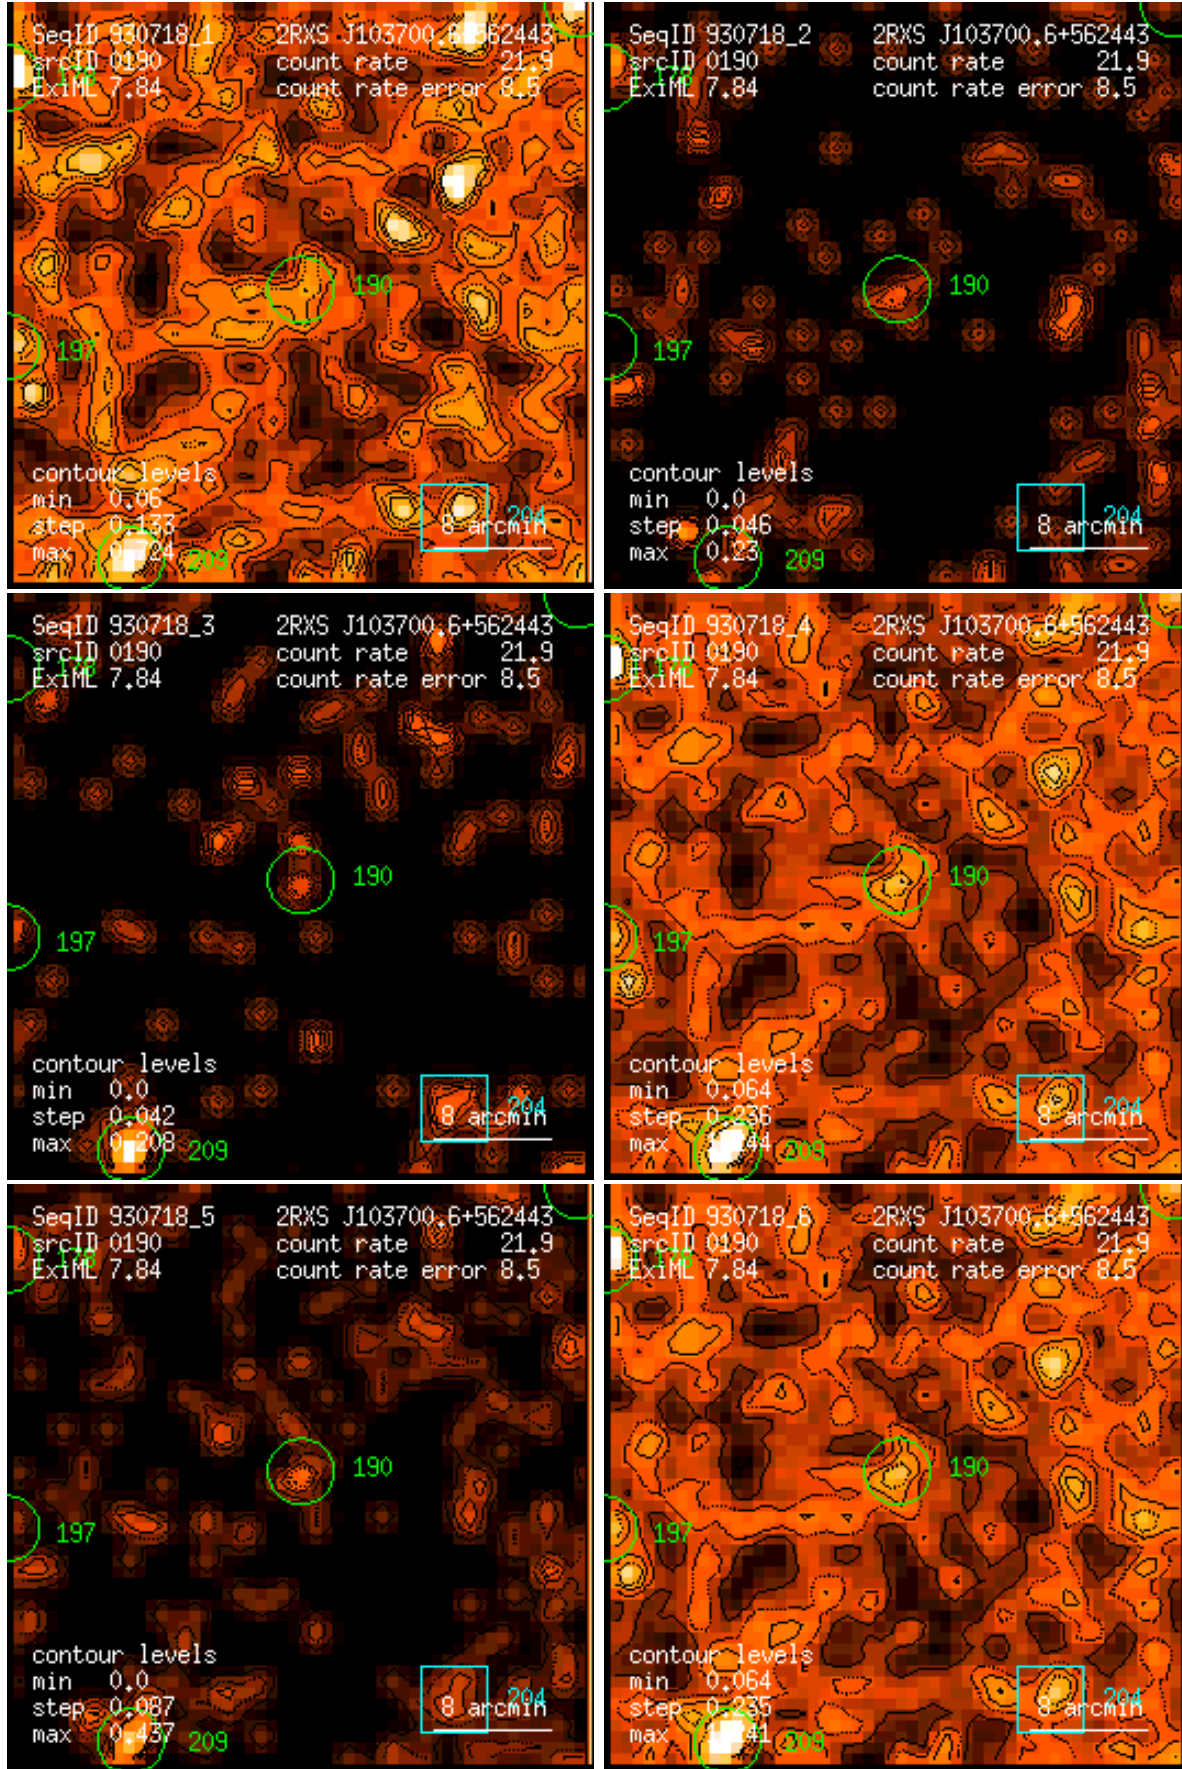 SeqID 930718_1 2RXS J103700.6+562443
srcID 0190 count rate 21.9
ExiML 7.84 count rate error 8.5
178
190
197
contour levels
min 0.06
step 0.133
max 0.724
204
8 arcmin
209
SeqID 930718_2 2RXS J103700.6+562443
srcID 0190 count rate 21.9
ExiML 7.84 count rate error 8.5
178
190
197
contour levels
min 0.0
step 0.046
max 0.23
204
8 arcmin
209
SeqID 930718_3 2RXS J103700.6+562443
srcID 0190 count rate 21.9
ExiML 7.84 count rate error 8.5
178
190
197
contour levels
min 0.0
step 0.042
max 0.208
204
8 arcmin
209
SeqID 930718_4 2RXS J103700.6+562443
srcID 0190 count rate 21.9
ExiML 7.84 count rate error 8.5
178
190
197
contour levels
min 0.064
step 0.236
max
204
8 arcmin
209
SeqID 930718_5 2RXS J103700.6+562443
srcID 0190 count rate 21.9
ExiML 7.84 count rate error 8.5
178
190
197
contour levels
min 0.0
step 0.087
max 0.437
204
8 arcmin
209
SeqID 930718_6 2RXS J103700.6+562443
srcID 0190 count rate 21.9
ExiML 7.84 count rate error 8.5
178
190
197
contour levels
min 0.064
step 0.235
max
204
8 arcmin
209